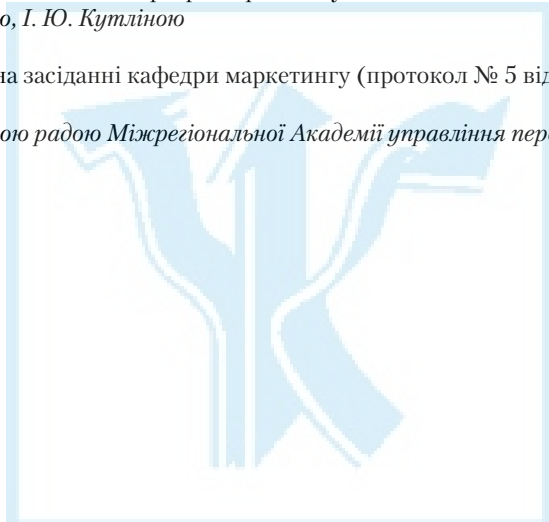 о, І. Ю. Кутліною
на засіданні кафедри маркетингу (протокол № 5 від
ою радою Міжрегіональної Академії управління пер